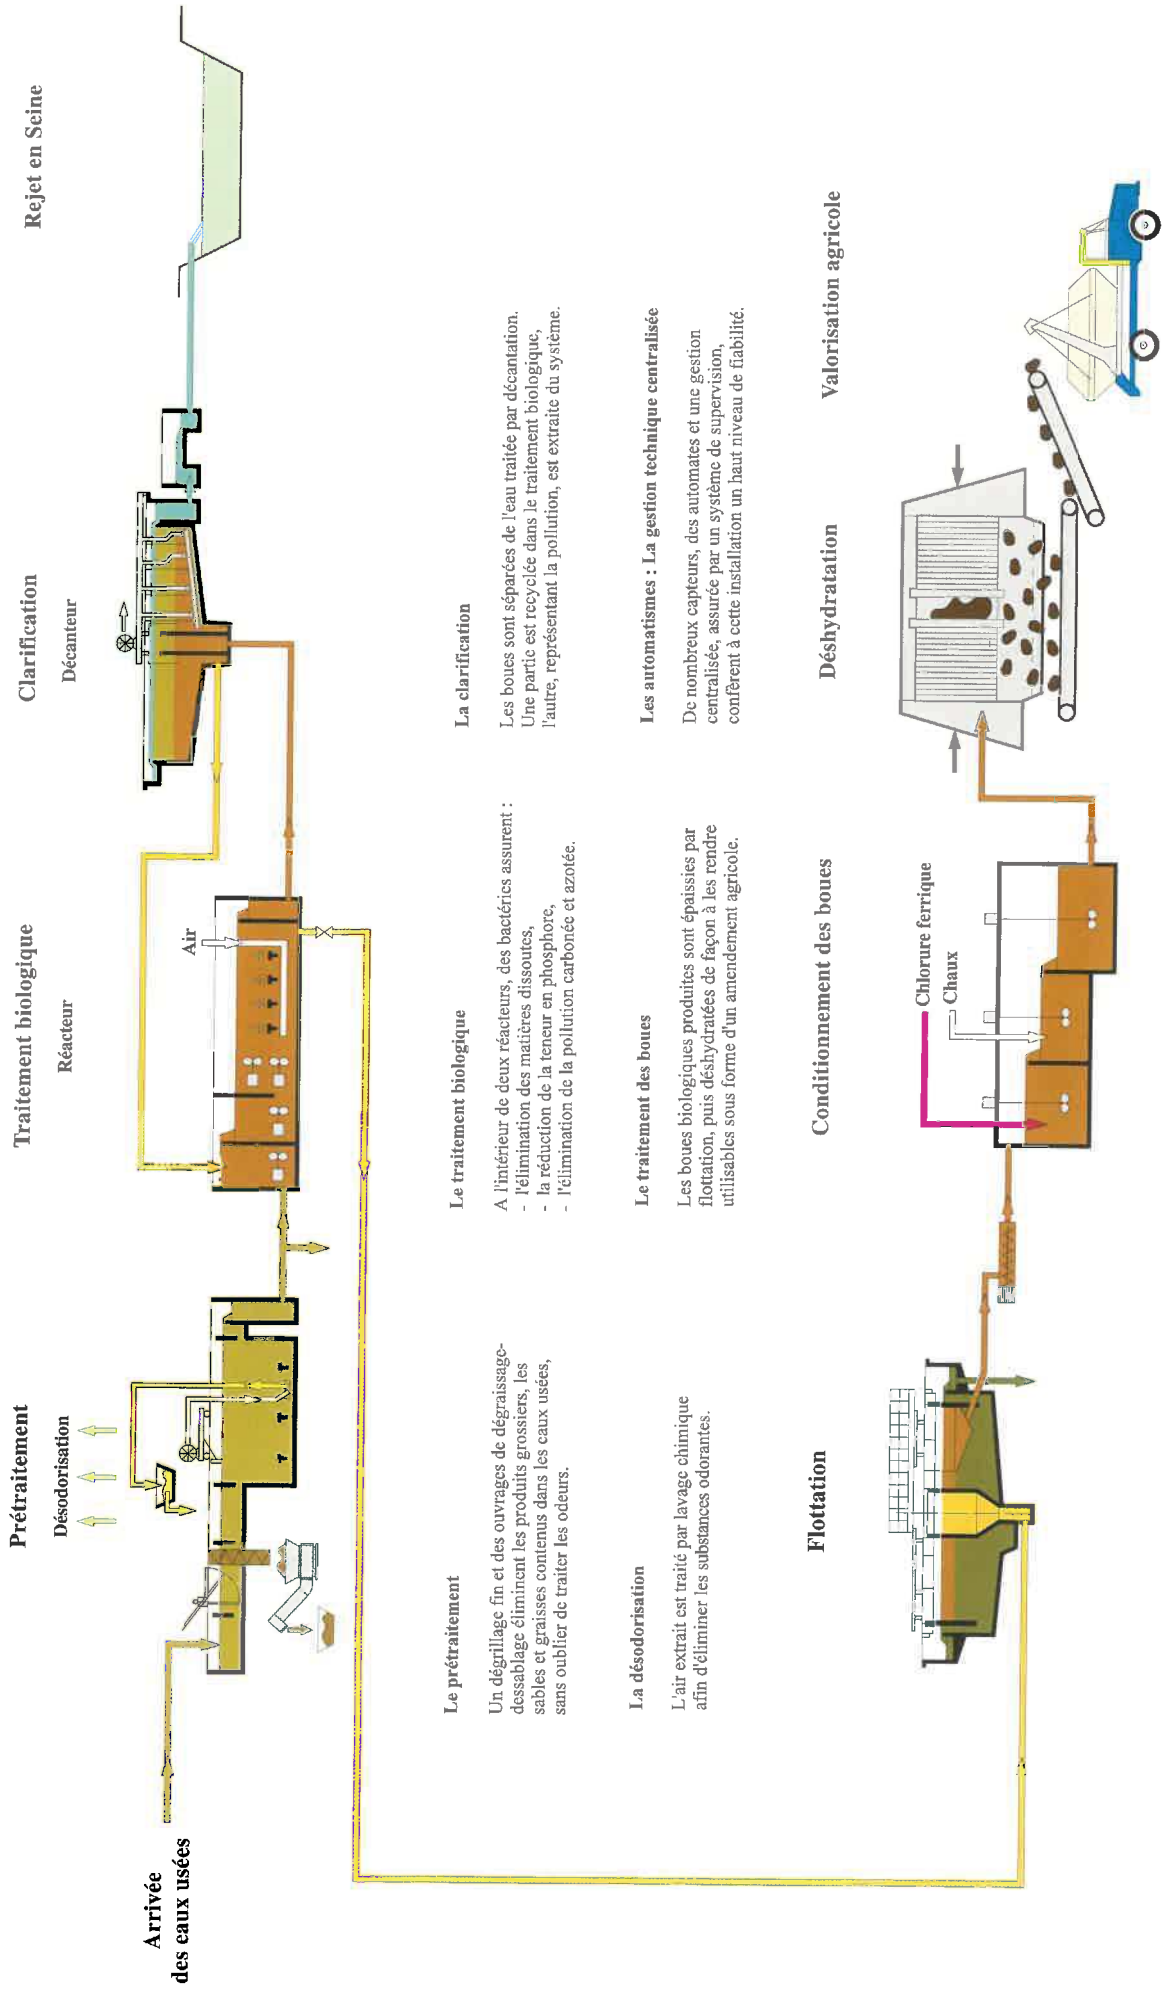 Prétraitement
Désodorisation
Traitement biologique
Réacteur
Clarification
Décanteur
Rejet en Seine
Arrivée
des eaux usées
Air
Le prétraitement
Un dégrillage fin et des ouvrages de dégraissage-
dessablage éliminent les produits grossiers, les
sables et graisses contenus dans les eaux usées,
sans oublier de traiter les odeurs.
Le traitement biologique
A l'intérieur de deux réacteurs, des bactéries assurent :
- l'élimination des matières dissoutes,
- la réduction de la teneur en phosphore,
- l'élimination de la pollution carbonée et azotée.
La clarification
Les boues sont séparées de l'eau traitée par décantation.
Une partie est recyclée dans le traitement biologique,
l'autre, représentant la pollution, est extraite du système.
La désodorisation
L'air extrait est traité par lavage chimique
afin d'éliminer les substances odorantes.
Le traitement des boues
Les boues biologiques produites sont épaissies par
flottation, puis déshydratées de façon à les rendre
utilisables sous forme d'un amendement agricole.
Les automatismes : La gestion technique centralisée
De nombreux capteurs, des automates et une gestion
centralisée, assurée par un système de supervision,
confèrent à cette installation un haut niveau de fiabilité.
Flottation
Conditionnement des boues
Déshydratation
Valorisation agricole
Chlorure ferrique
Chaux